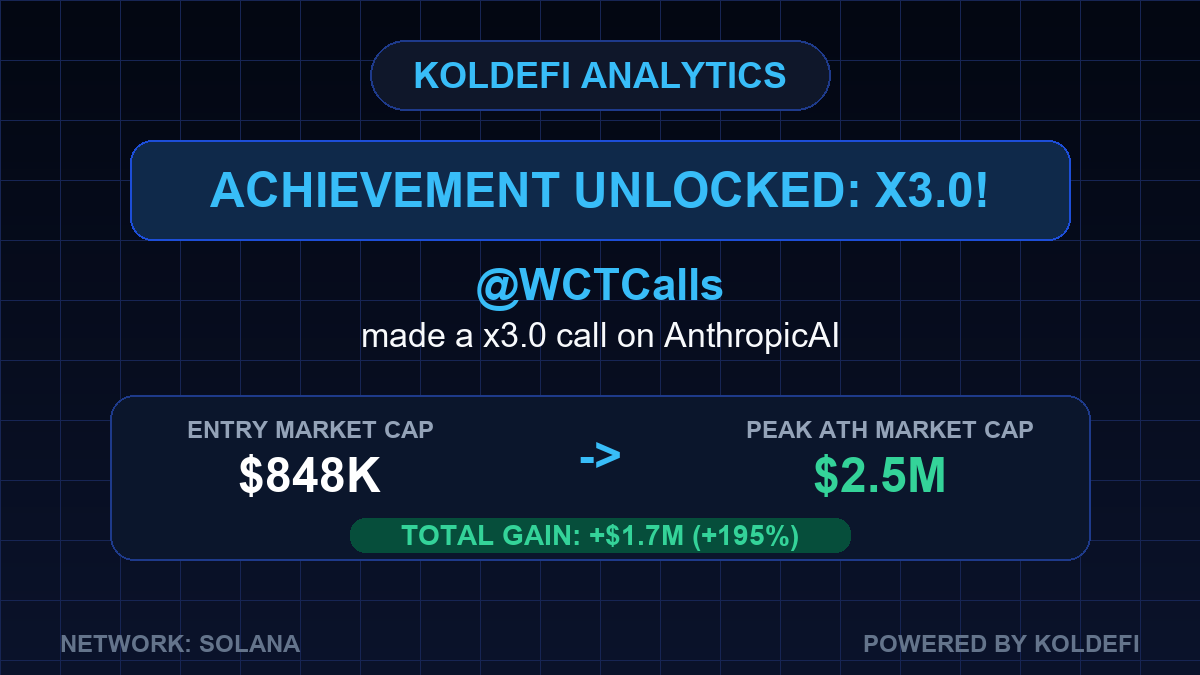 KOLDEFI ANALYTICS
ACHIEVEMENT UNLOCKED: X3.0!
@WCTCalls
made a x3.0 call on AnthropicAI
ENTRY MARKET CAP
$848K
->
PEAK ATH MARKET CAP
$2.5M
TOTAL GAIN: +$1.7M (+195%)
NETWORK: SOLANA
POWERED BY KOLDEFI